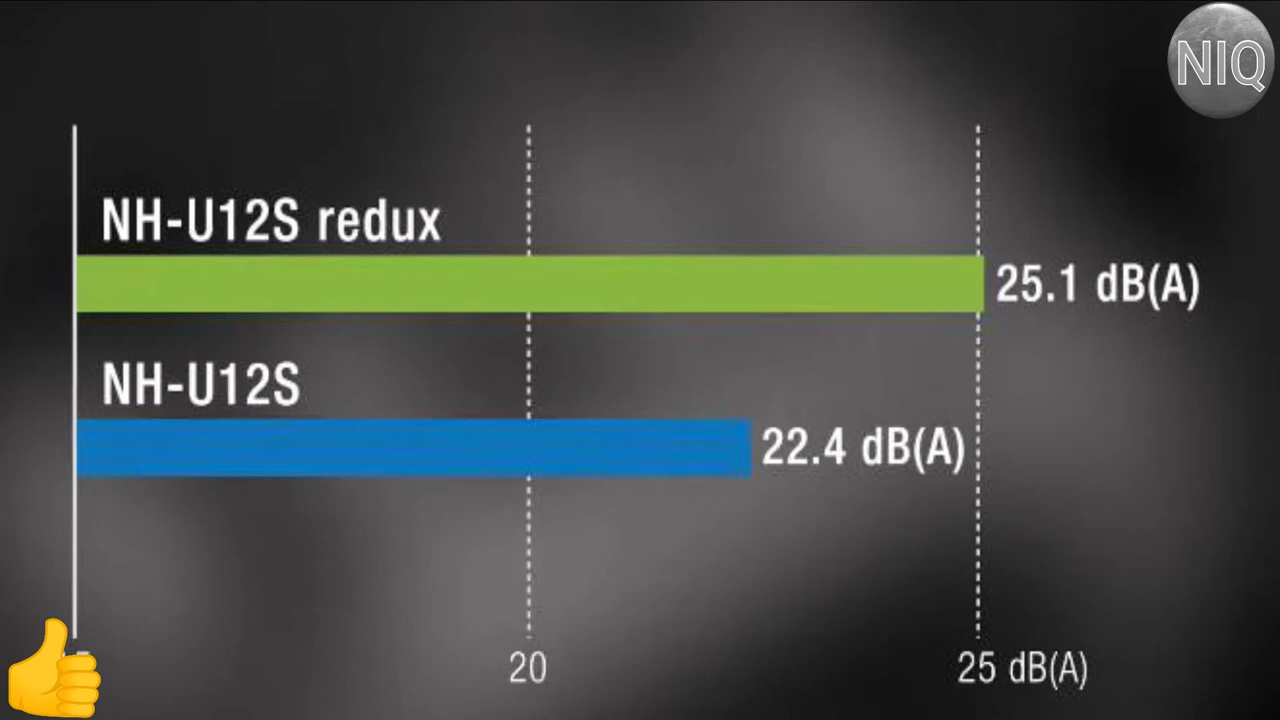 NIQ
NH-U12S redux
25.1 dB(A)
NH-U12S
22.4 dB(A)
20
25 dB(A)